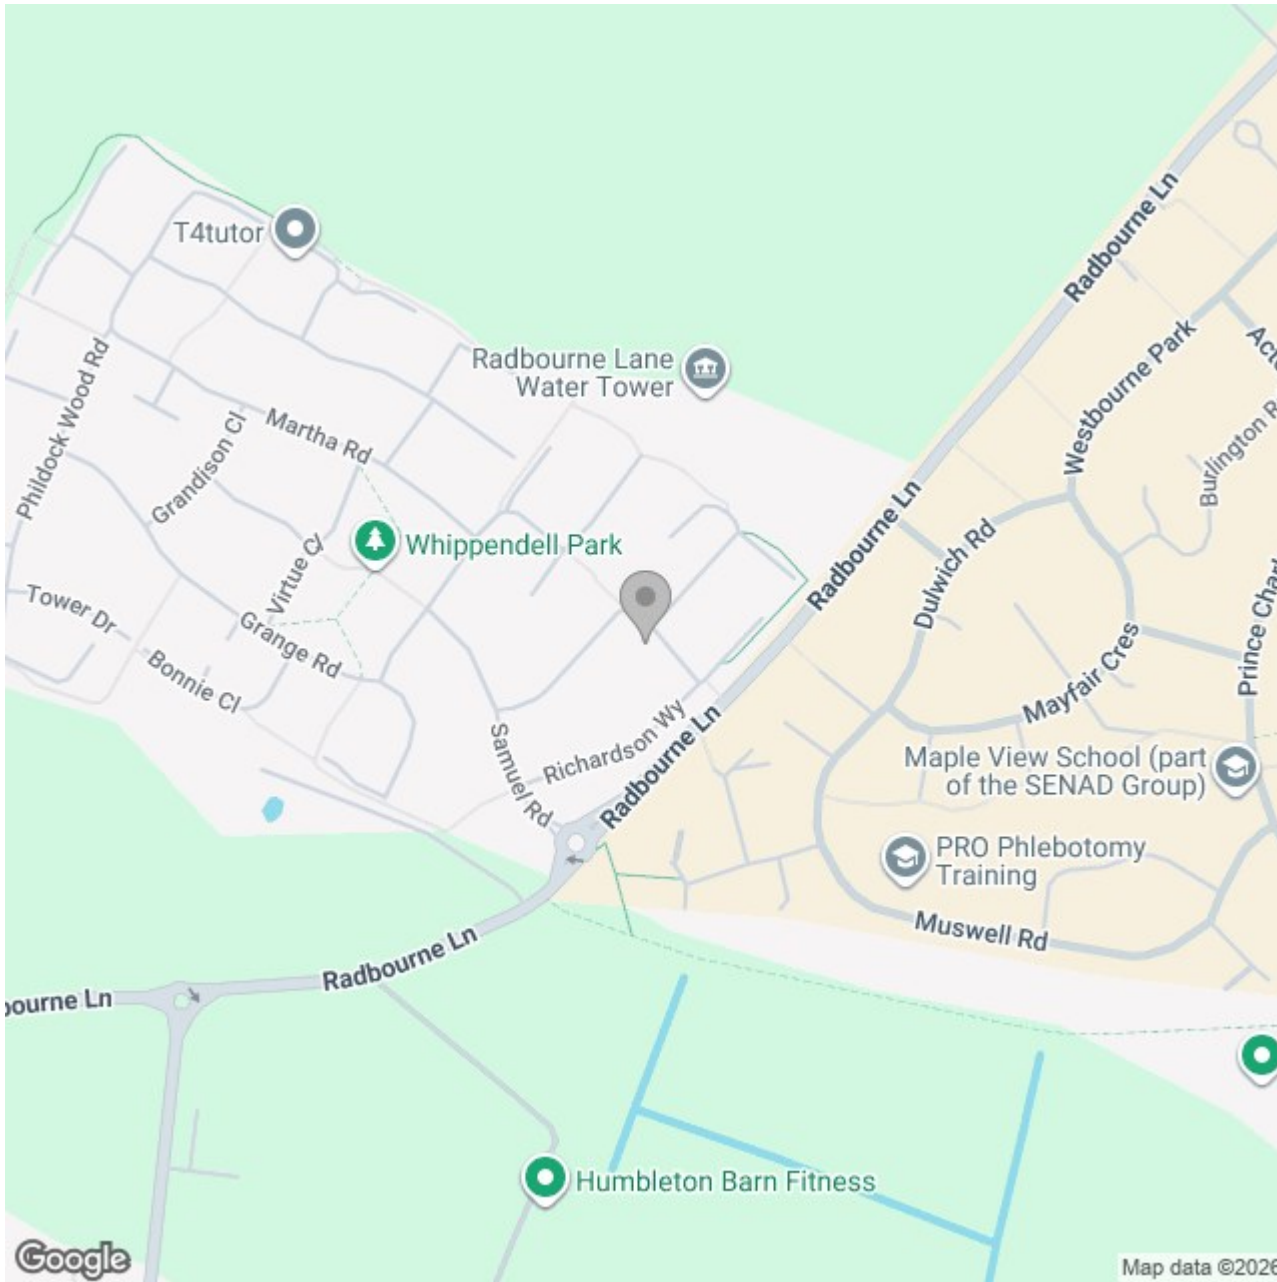 Radbourne Ln
T4tutor
Westbourne Park
Acto
Radbourne Lane
Water Tower
Phildock Wood Rd
Grandison Cl
Martha Rd
Burlington R
Radbourne Ln
Whippendell Park
Dulwich Rd
Virtue Cl
Tower Dr
Grange Rd
Bonnie Cl
Mayfair Cres
Prince Charl
Richardson Wy
Samuel Rd
Radbourne Ln
Maple View School (part
of the SENAD Group)
PRO Phlebotomy
Training
Muswell Rd
Radbourne Ln
bourne Ln
Humbleton Barn Fitness
Google
Map data ©2026